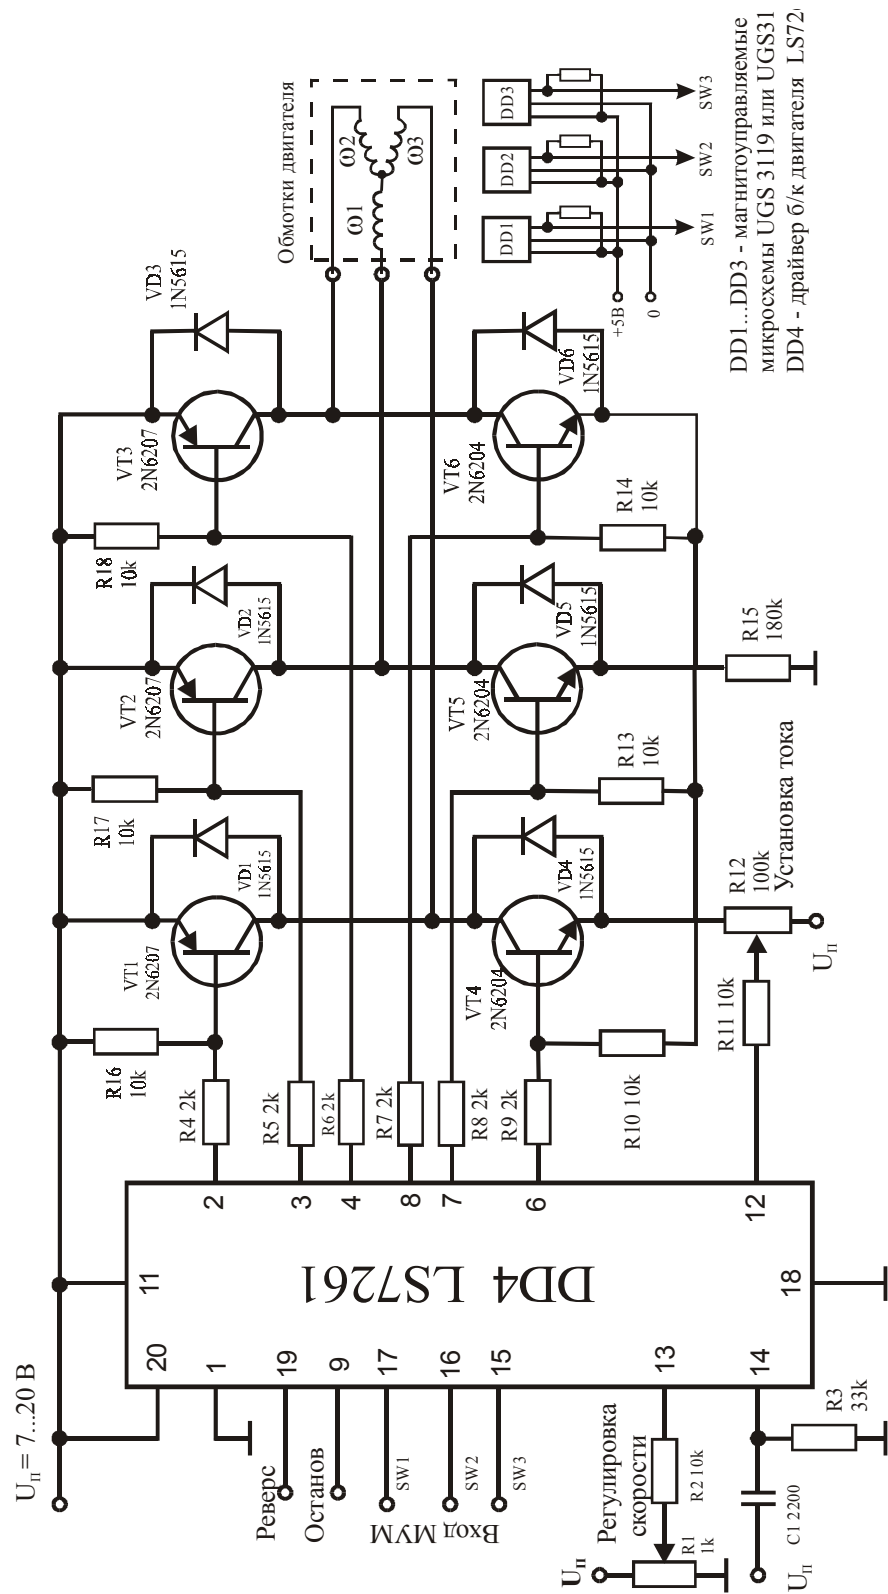 Uп = 7...20 В
Реверс
Останов
Вход МУМ
SW1
SW2
SW3
Uп
Регулировка
скорости
R1
1k
R2 10k
Uп
C1 2200
R3
33k
20
1
19
9
17
16
15
13
14
11
18
DD4 LS7261
2
3
4
8
7
6
12
R4 2k
R5 2k
R6 2k
R7 2k
R8 2k
R9 2k
R10 10k
R11 10k
R16
10k
R17
10k
R18
10k
VT1
2N6207
VD1
1N5615
VT2
2N6207
VD2
1N5615
VT3
2N6207
VD3
1N5615
VT4
2N6204
VD4
1N5615
VT5
2N6204
VD5
1N5615
VT6
2N6204
VD6
1N5615
R12
100k
Установка тока
Uп
R13
10k
R14
10k
R15
180k
Обмотки двигателя
ω1
ω2
ω3
DD1
DD2
DD3
+5В
0
SW1
SW2
SW3
DD1...DD3 - магнитоуправляемые
микросхемы UGS 3119 или UGS31
DD4 - драйвер б/к двигателя LS72